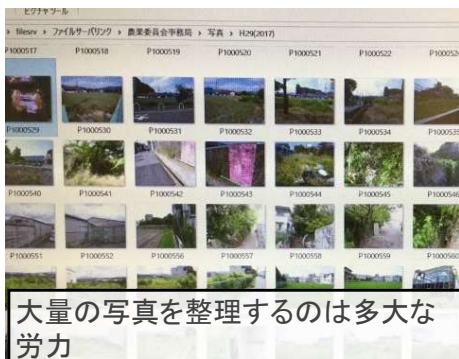 ピクチャツール
› filesrv › ファイルサーバリンク › 農業委員会事務局 › 写真 › H29(2017)
P1000517 P1000518 P1000519 P1000520 P1000521 P1000522 P1000524
P1000529 P1000530 P1000531 P1000532 P1000533 P1000534 P1000535
P1000540 P1000541 P1000542 P1000543 P1000544 P1000545 P1000546
P1000551 P1000552 P1000556 P1000557 P1000558 P1000559 P1000560
大量の写真を整理するのは多大な
労力